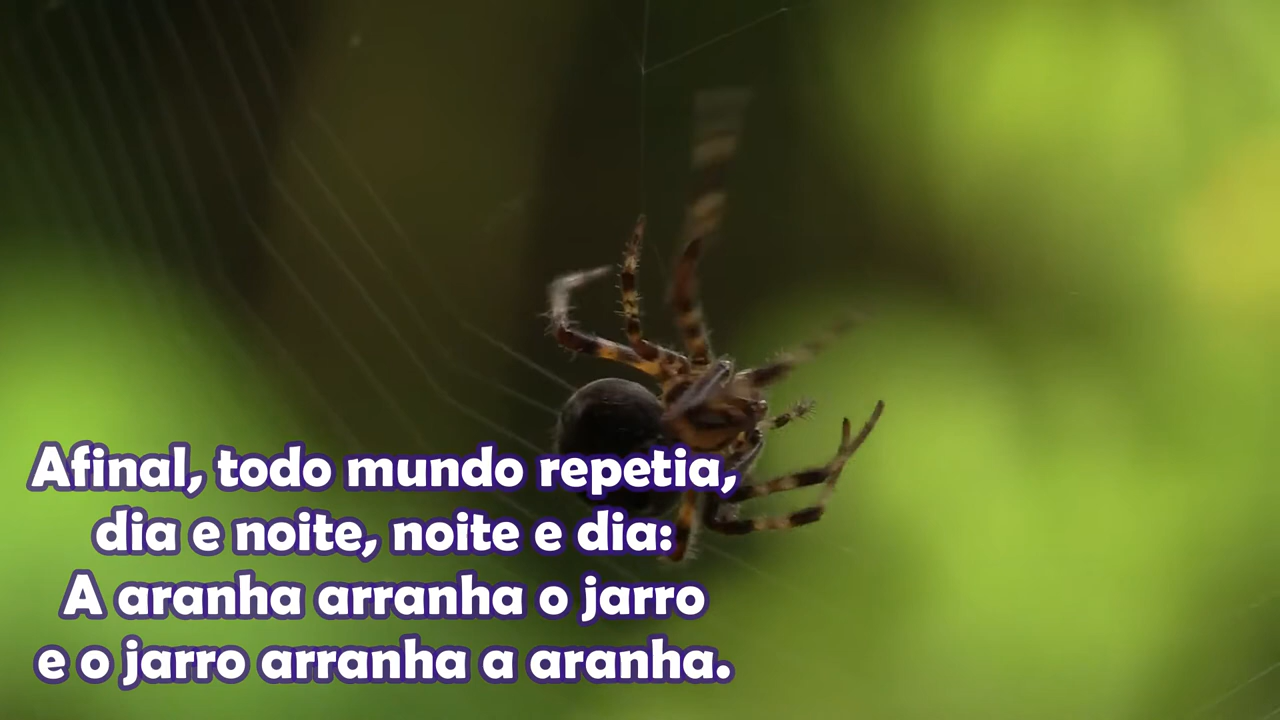 Afinal, todo mundo repetia,
dia e noite, noite e dia:
A aranha arranha o jarro
e o jarro arranha a aranha.